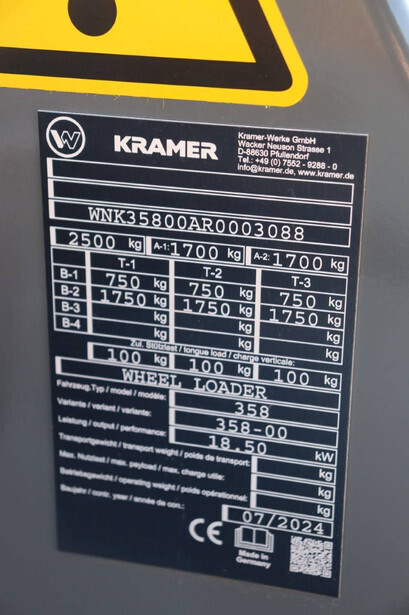 KRAMER
Kramer-Werke GmbH
Wacker Neuson Strasse 1
D-88630 Pfullendorf
Tel.: +49 (0) 7552 - 9288 - 0
info@kramer.de, www.kramer.de
WNK35800AR0003088
2500 kg A-1: 1700 kg A-2: 1700 kg
T-1 T-2 T-3
B-1 750 kg 750 kg 750 kg
B-2 1750 kg 1750 kg 1750 kg
B-3 kg kg kg
B-4 kg kg kg
Zul. Stützlast / tongue load / charge verticale:
100 kg 100 kg 100 kg
WHEEL LOADER
Fahrzeug.Typ / model / modèle: 358
Variante / variant / variante: 358-00
Leistung / output / performance: 18.50 kW
Transportgewicht / transport weight / poids de transport: kg
Max. Nutzlast / max. payload / max. charge utile: kg
Betriebsgewicht / operating weight / poids opérationnel: kg
Baujahr / contr. year / année de con.: 07/2024
CE
Made in
Germany